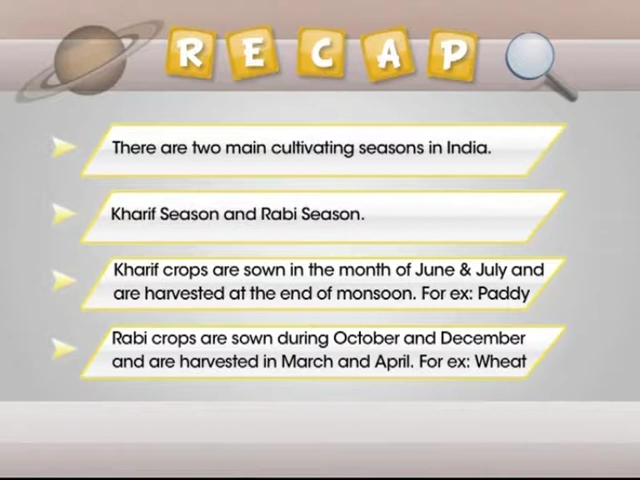 RECAP
There are two main cultivating seasons in India.
Kharif Season and Rabi Season.
Kharif crops are sown in the month of June & July and
are harvested at the end of monsoon. For ex: Paddy
Rabi crops are sown during October and December
and are harvested in March and April. For ex: Wheat